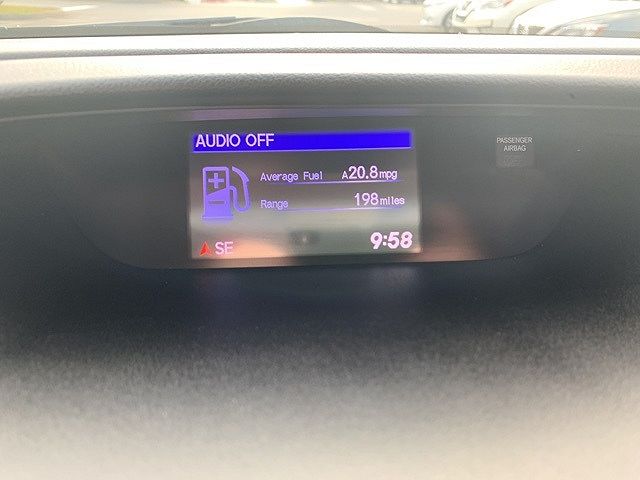 AUDIO OFF
Average Fuel A20.8mpg
Range 198miles
SE 9:58
PASSENGER
AIRBAG